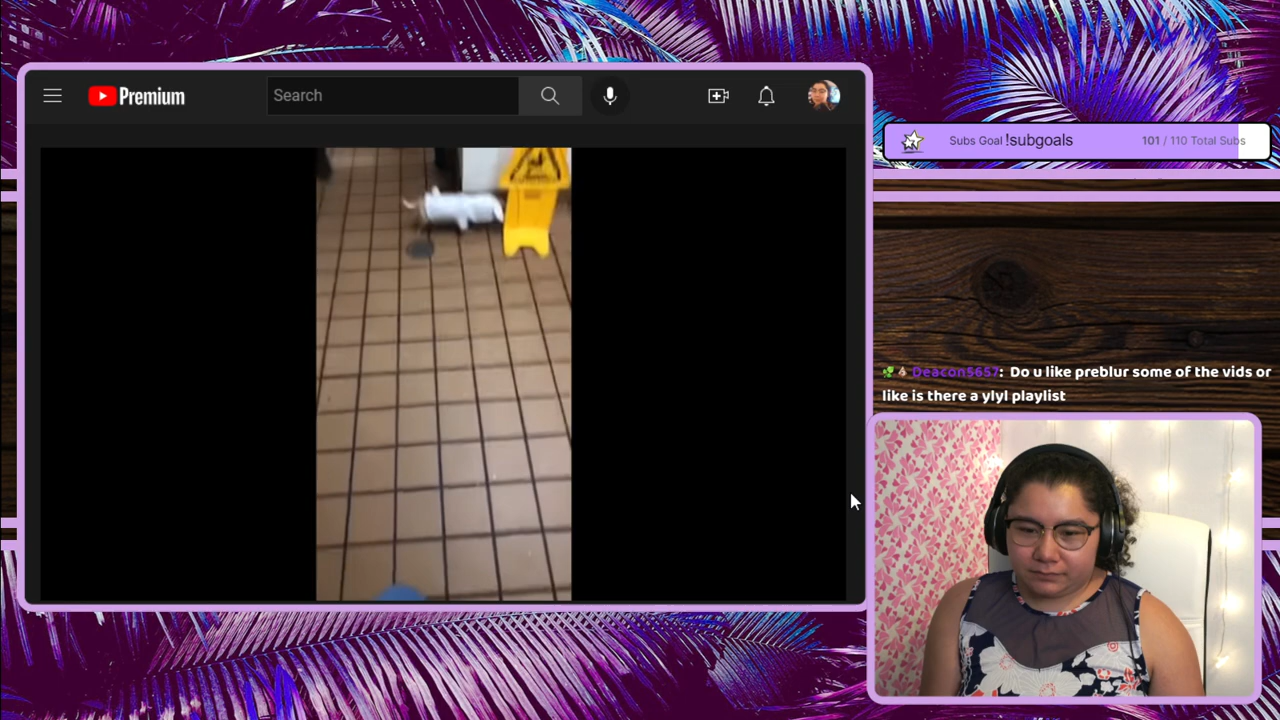 Premium
Search
Subs Goal !subgoals 101 / 110 Total Subs
Deacon5657: Do u like preblur some of the vids or
like is there a ylyl playlist